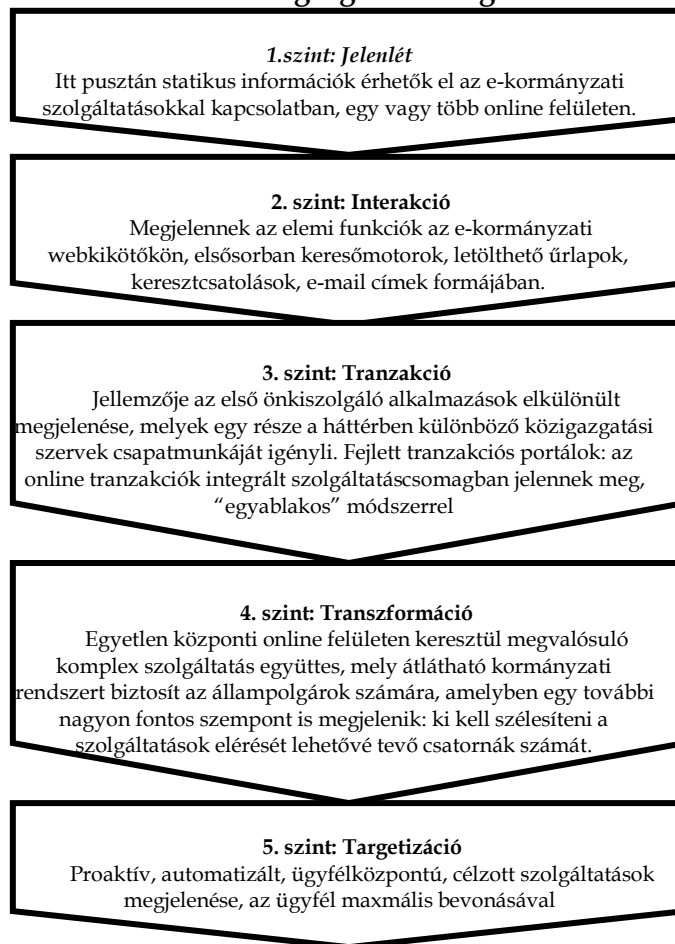 1.szint: Jelenlét
Itt pusztán statikus információk érhetők el az e-kormányzati
szolgáltatásokkal kapcsolatban, egy vagy több online felületen.
2. szint: Interakció
Megjelennek az elemi funkciók az e-kormányzati
webkikötőkön, elsősorban keresőmotorok, letölthető űrlapok,
keresztcsatolások, e-mail címek formájában.
3. szint: Tranzakció
Jellemzője az első önkiszolgáló alkalmazások elkülönült
megjelenése, melyek egy része a háttérben különböző közigazgatási
szervek csapatmunkáját igényli. Fejlett tranzakciós portálok: az
online tranzakciók integrált szolgáltatáscsomagban jelennek meg,
“egyablakos” módszerrel
4. szint: Transzformáció
Egyetlen központi online felületen keresztül megvalósuló
komplex szolgáltatás együttes, mely átlátható kormányzati
rendszert biztosít az állampolgárok számára, amelyben egy további
nagyon fontos szempont is megjelenik: ki kell szélesíteni a
szolgáltatások elérését lehetővé tevő csatornák számát.
5. szint: Targetizáció
Proaktív, automatizált, ügyfélközpontú, célzott szolgáltatások
megjelenése, az ügyfél maxmális bevonásával